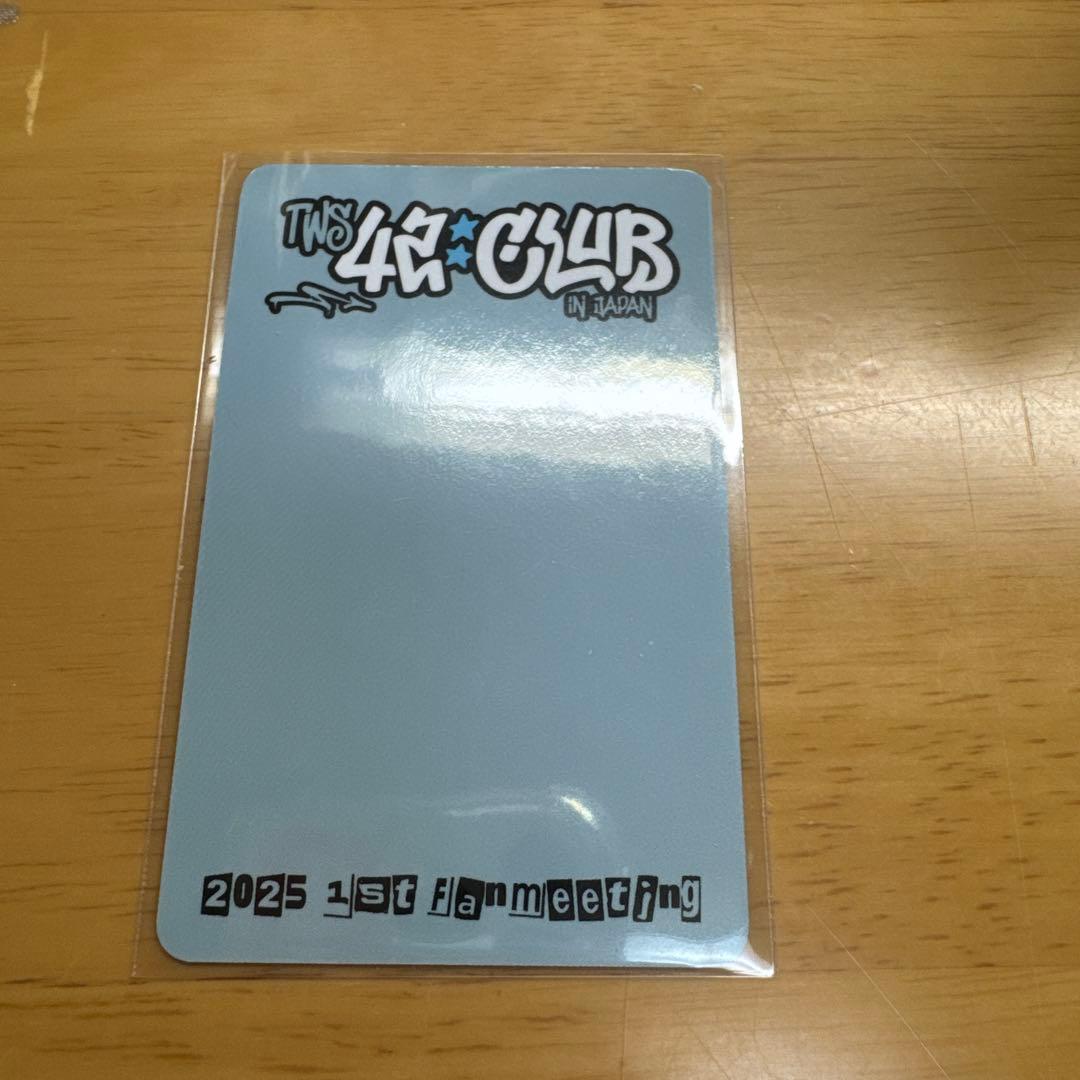 TWS 42:CLUB
IN JAPAN
2025 1st fanmeeting